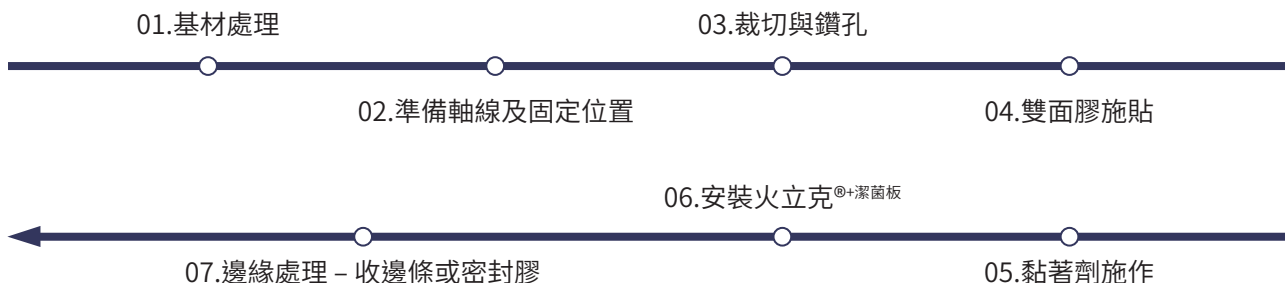 01.基材處理
02.準備軸線及固定位置
03.裁切與鑽孔
04.雙面膠施貼
05.黏著劑施作
06.安裝火立克®+潔菌板
07.邊緣處理 – 收邊條或密封膠